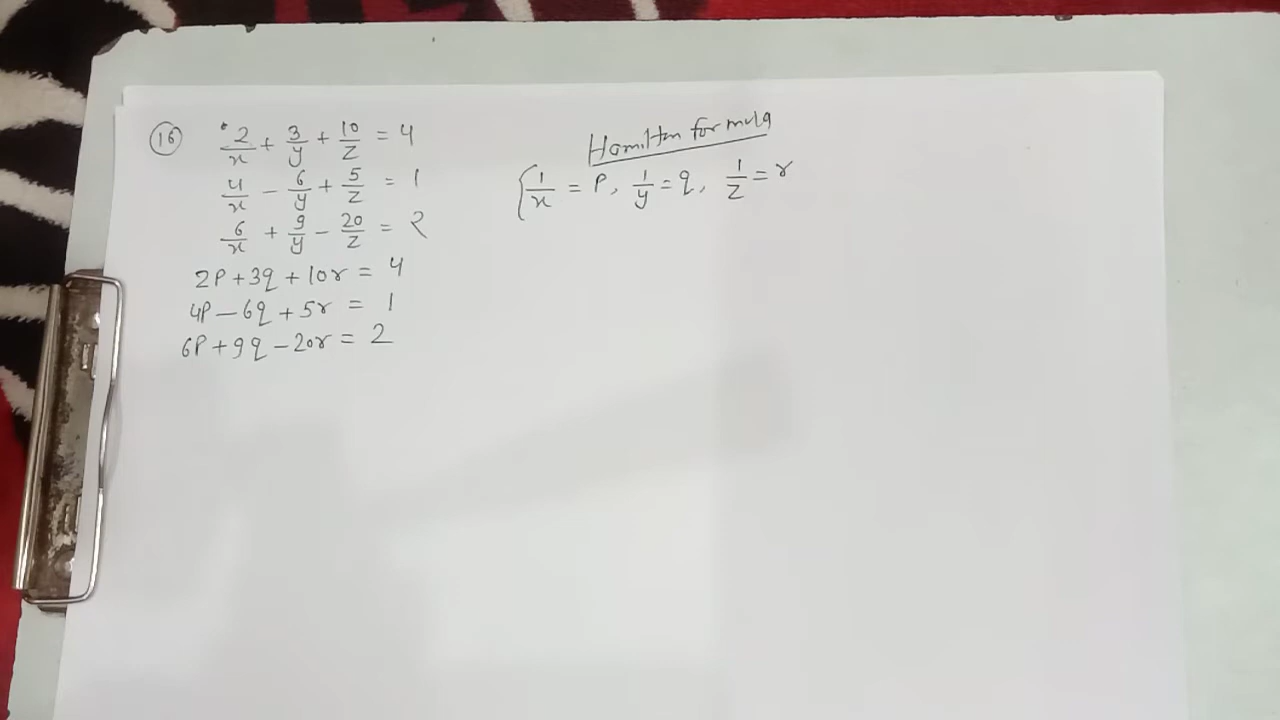 (16) 2/x + 3/y + 10/z = 4
4/x - 6/y + 5/z = 1
6/x + 9/y - 20/z = 2
2p + 3q + 10r = 4
4p - 6q + 5r = 1
6p + 9q - 20r = 2
Hamilton formula
{ 1/x = p, 1/y = q, 1/z = r